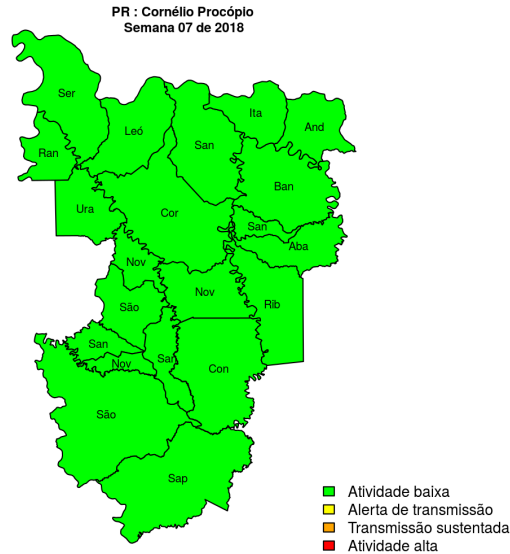 PR : Cornélio Procópio
Semana 07 de 2018
Ser
Ita
And
Leó
San
Ran
Ban
Ura
Cor
San
Aba
Nov
Nov
Rib
São
San
San
Nov
Con
São
Sap
Atividade baixa
Alerta de transmissão
Transmissão sustentada
Atividade alta